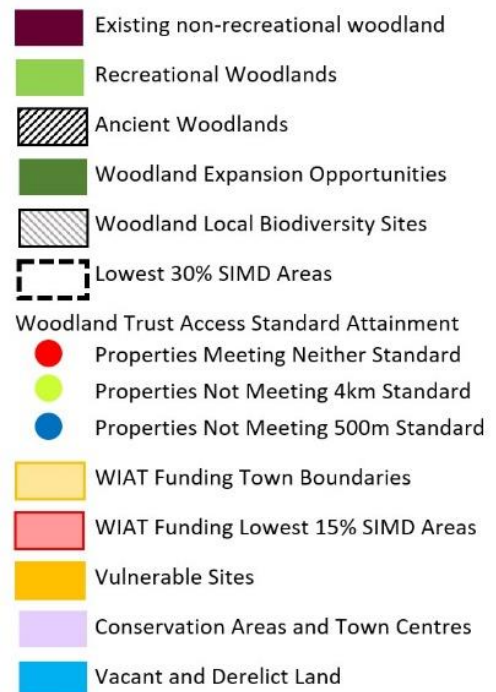 Existing non-recreational woodland
Recreational Woodlands
Ancient Woodlands
Woodland Expansion Opportunities
Woodland Local Biodiversity Sites
Lowest 30% SIMD Areas
Woodland Trust Access Standard Attainment
Properties Meeting Neither Standard
Properties Not Meeting 4km Standard
Properties Not Meeting 500m Standard
WIAT Funding Town Boundaries
WIAT Funding Lowest 15% SIMD Areas
Vulnerable Sites
Conservation Areas and Town Centres
Vacant and Derelict Land